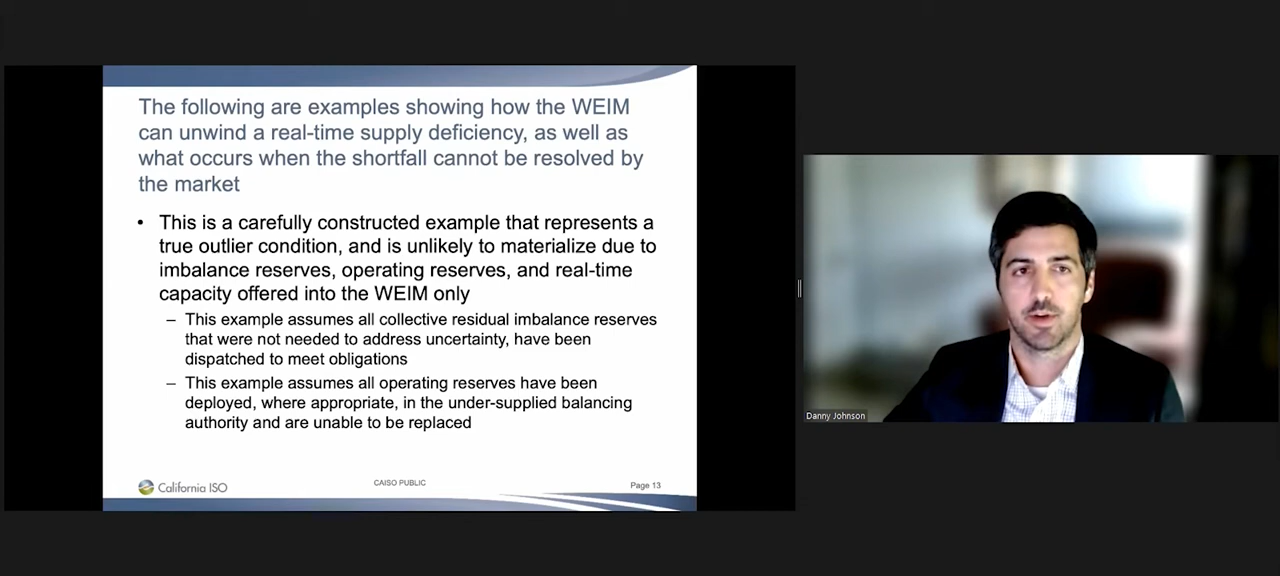 The following are examples showing how the WEIM
can unwind a real-time supply deficiency, as well as
what occurs when the shortfall cannot be resolved by
the market
• This is a carefully constructed example that represents a
true outlier condition, and is unlikely to materialize due to
imbalance reserves, operating reserves, and real-time
capacity offered into the WEIM only
– This example assumes all collective residual imbalance reserves
that were not needed to address uncertainty, have been
dispatched to meet obligations
– This example assumes all operating reserves have been
deployed, where appropriate, in the under-supplied balancing
authority and are unable to be replaced
California ISO
CAISO PUBLIC
Page 13
Danny Johnson